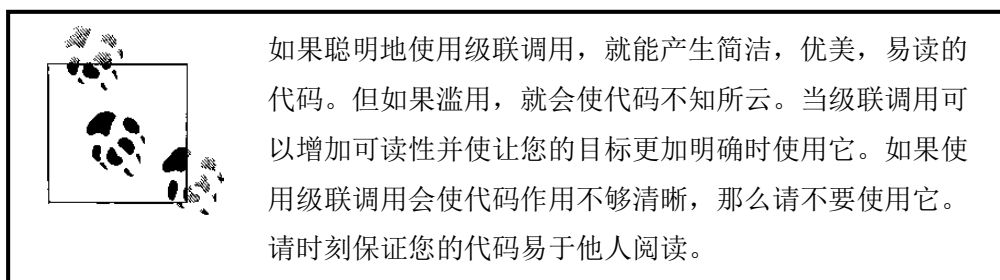 如果聪明地使用级联调用，就能产生简洁，优美，易读的
代码。但如果滥用，就会使代码不知所云。当级联调用可
以增加可读性并使让您的目标更加明确时使用它。如果使
用级联调用会使代码作用不够清晰，那么请不要使用它。
请时刻保证您的代码易于他人阅读。